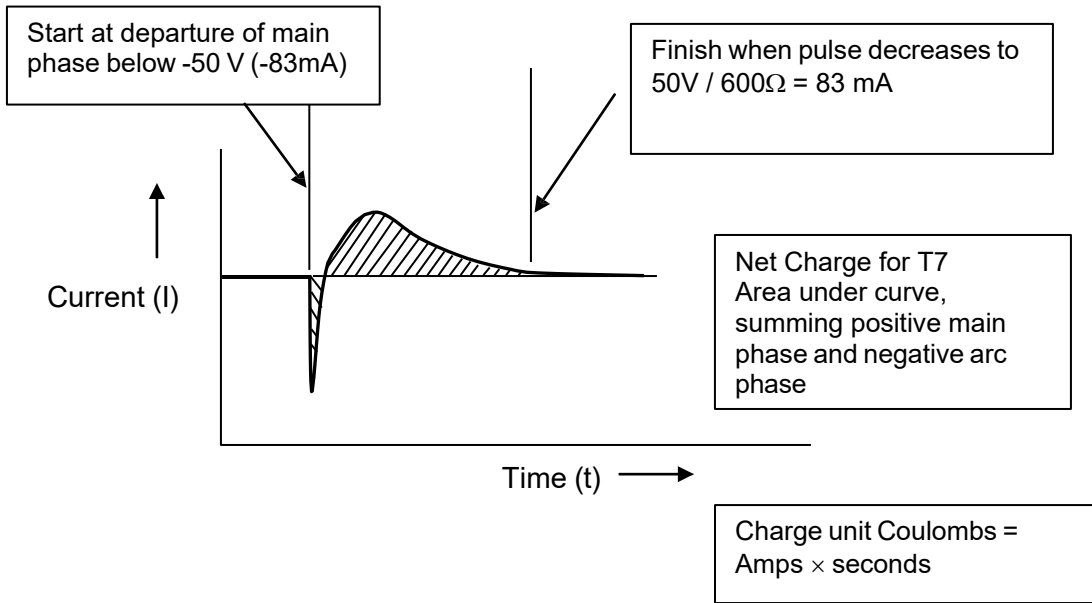 Start at departure of main
phase below -50 V (-83mA)
Finish when pulse decreases to
50V / 600Ω = 83 mA
Current (I)
Net Charge for T7
Area under curve,
summing positive main
phase and negative arc
phase
Time (t)
Charge unit Coulombs =
Amps × seconds